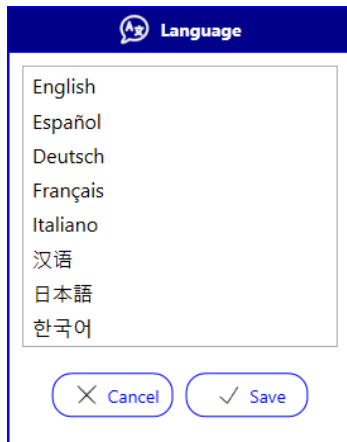 Language
English
Español
Deutsch
Français
Italiano
汉语
日本語
한국어
Cancel Save